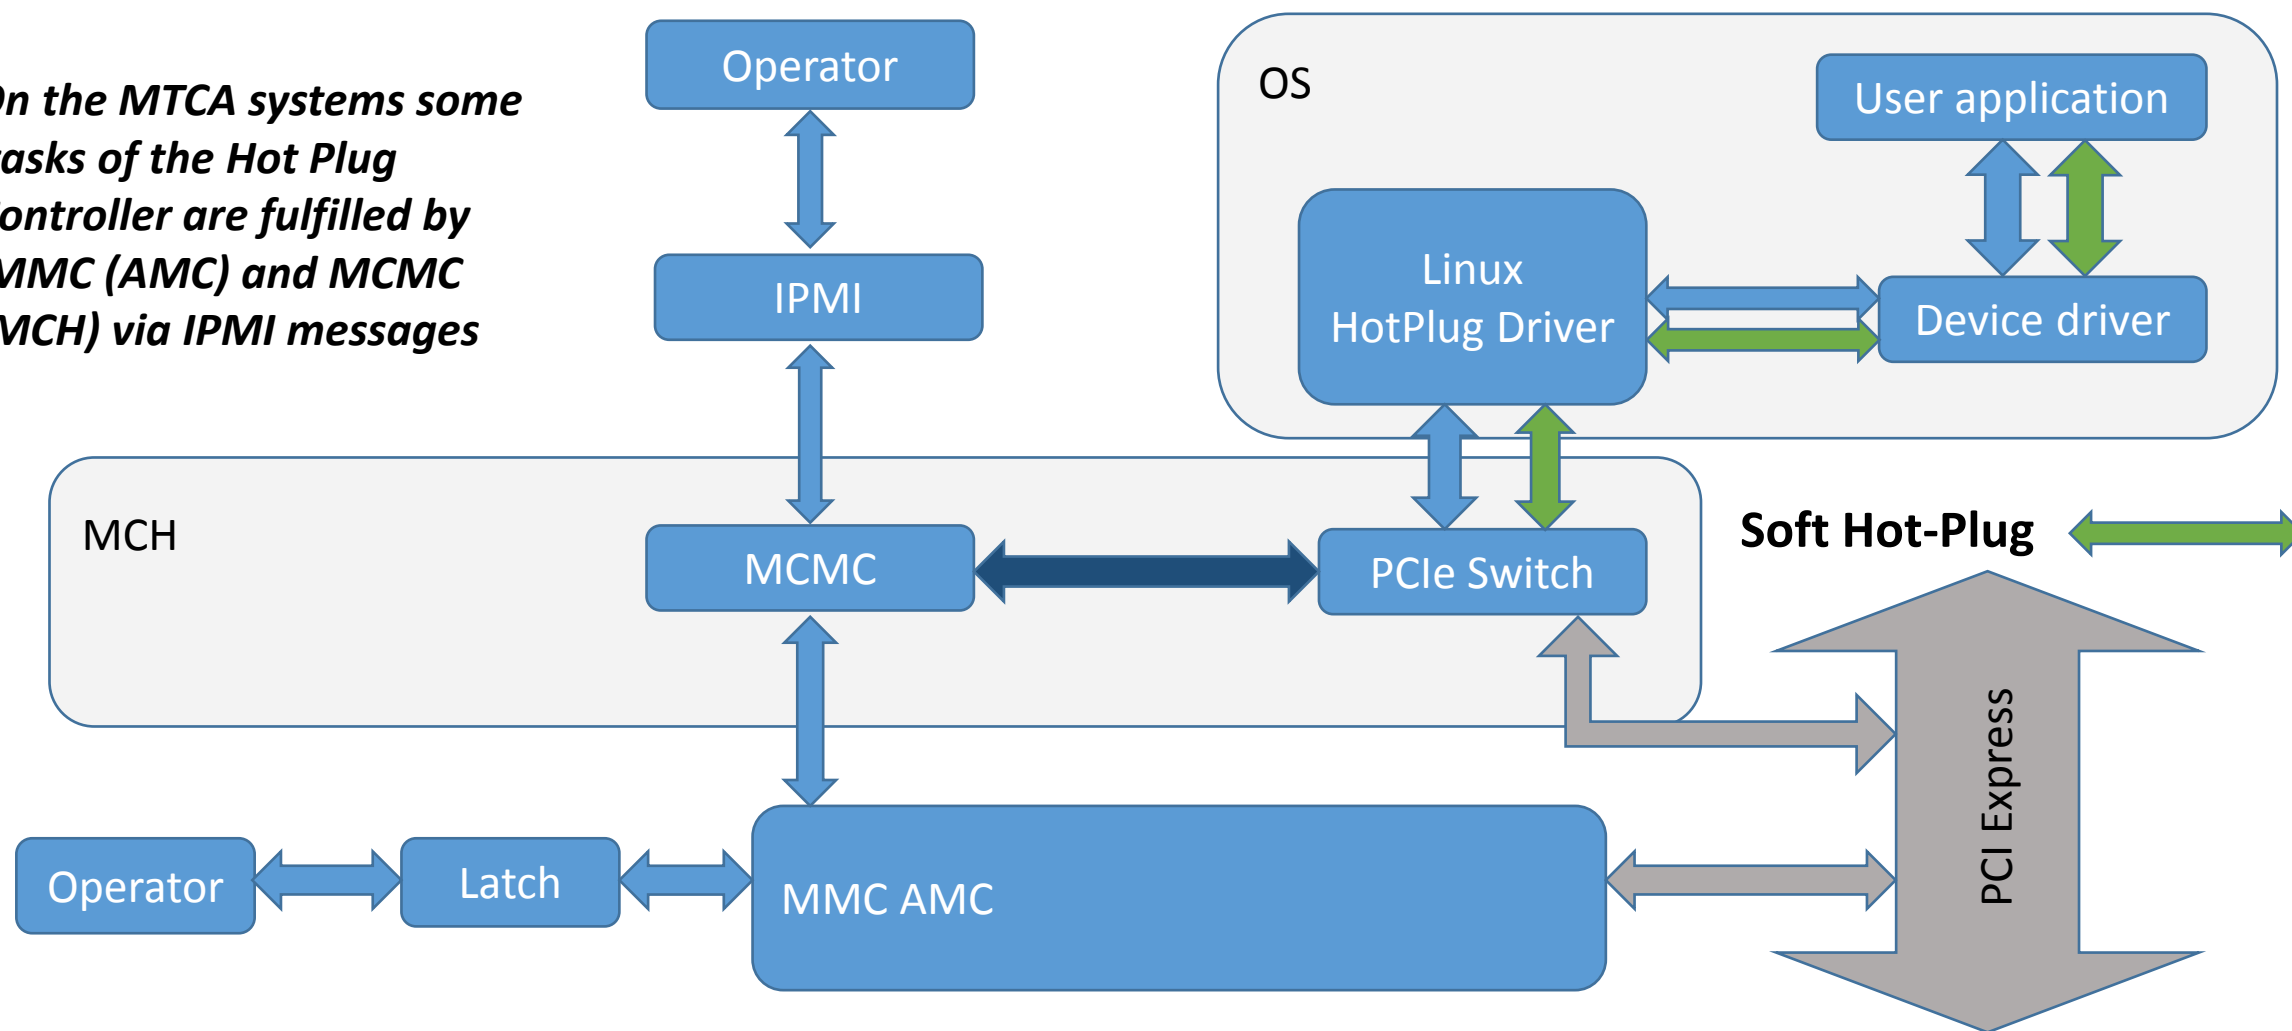 On the MTCA systems some
tasks of the Hot Plug
Controller are fulfilled by
MMC (AMC) and MCMC
(MCH) via IPMI messages
Operator
IPMI
OS
User application
Linux
HotPlug Driver
Device driver
MCH
MCMC
PCIe Switch
Soft Hot-Plug
PCI Express
Operator
Latch
MMC AMC